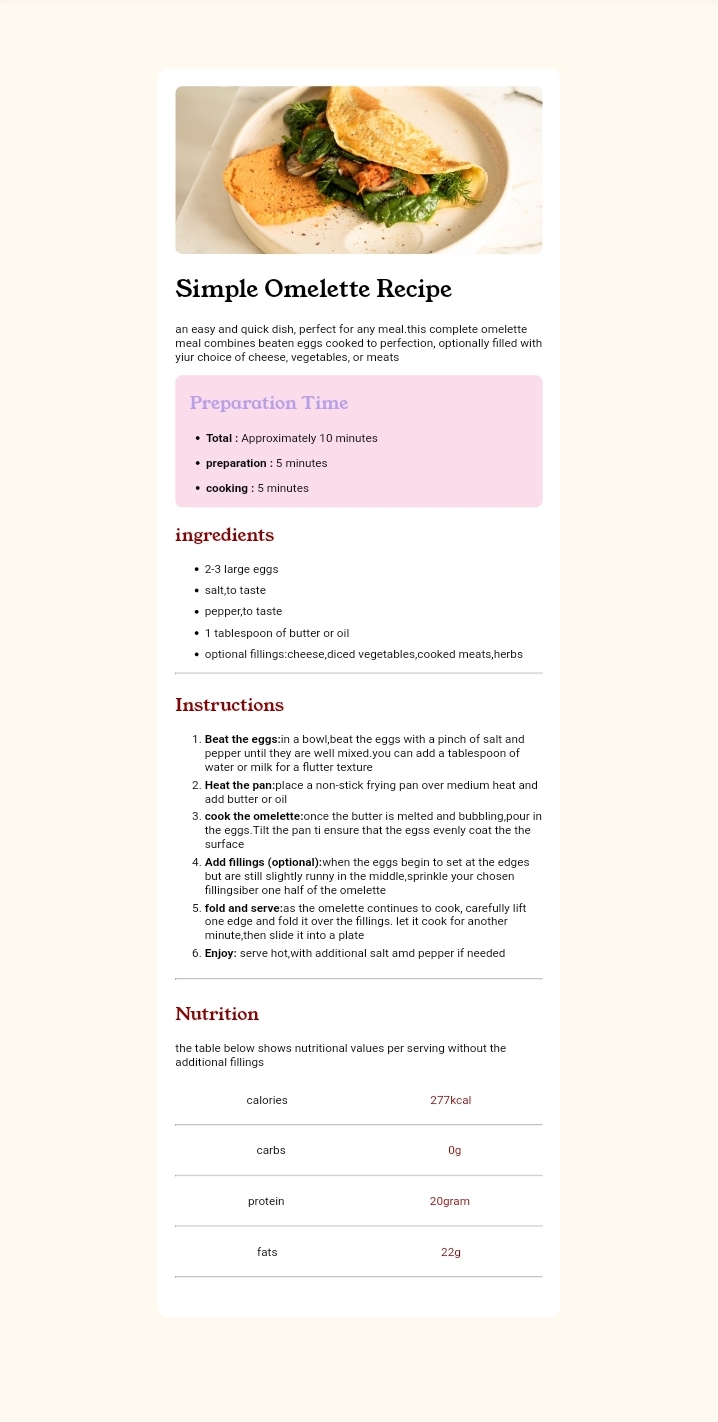 Simple Omelette Recipe
an easy and quick dish, perfect for any meal.this complete omelette
meal combines beaten eggs cooked to perfection, optionally filled with
yiur choice of cheese, vegetables, or meats
Preparation Time
• Total : Approximately 10 minutes
• preparation : 5 minutes
• cooking : 5 minutes
ingredients
• 2-3 large eggs
• salt,to taste
• pepper,to taste
• 1 tablespoon of butter or oil
• optional fillings:cheese,diced vegetables,cooked meats,herbs
Instructions
1. Beat the eggs:in a bowl,beat the eggs with a pinch of salt and
pepper until they are well mixed.you can add a tablespoon of
water or milk for a flutter texture
2. Heat the pan:place a non-stick frying pan over medium heat and
add butter or oil
3. cook the omelette:once the butter is melted and bubbling,pour in
the eggs.Tilt the pan ti ensure that the egss evenly coat the the
surface
4. Add fillings (optional):when the eggs begin to set at the edges
but are still slightly runny in the middle,sprinkle your chosen
fillingsiber one half of the omelette
5. fold and serve:as the omelette continues to cook, carefully lift
one edge and fold it over the fillings. let it cook for another
minute,then slide it into a plate
6. Enjoy: serve hot,with additional salt amd pepper if needed
Nutrition
the table below shows nutritional values per serving without the
additional fillings
calories 277kcal
carbs 0g
protein 20gram
fats 22g